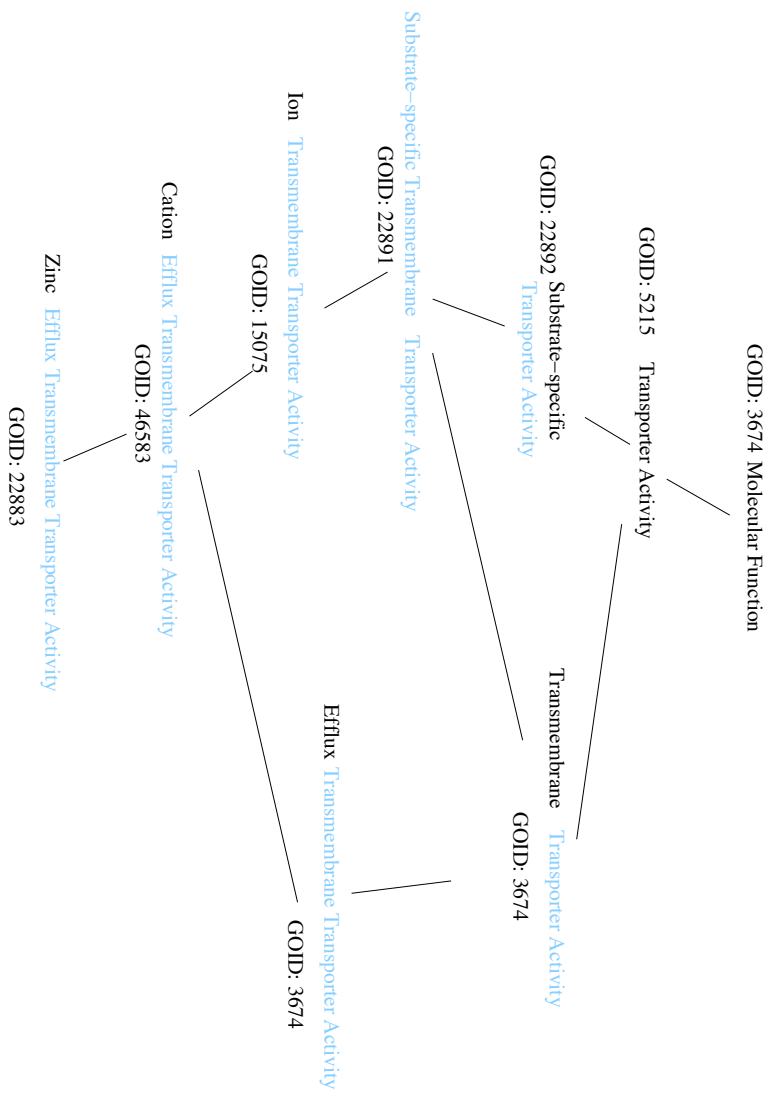 GOID: 3674 Molecular Function
GOID: 5215 Transporter Activity
GOID: 22892 Substrate−specific
Transporter Activity
Transmembrane Transporter Activity
GOID: 3674
Substrate−specific Transmembrane Transporter Activity
GOID: 22891
Efflux Transmembrane Transporter Activity
GOID: 3674
Ion Transmembrane Transporter Activity
GOID: 15075
Cation Efflux Transmembrane Transporter Activity
GOID: 46583
Zinc Efflux Transmembrane Transporter Activity
GOID: 22883